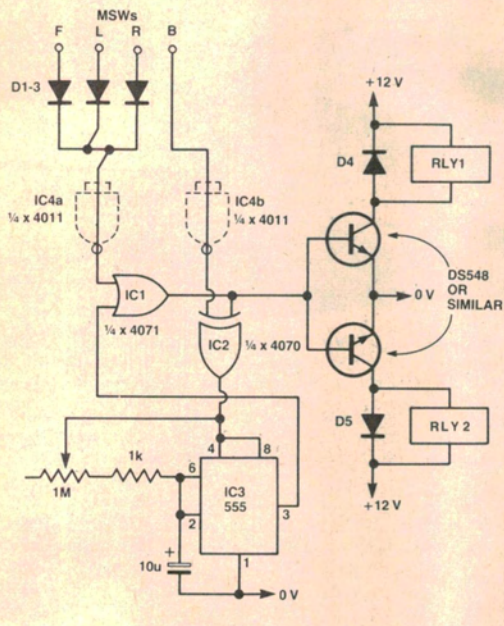 MSWs
F L R B
D1-3
IC4a
¼ x 4011
IC4b
¼ x 4011
IC1
¼ x 4071
IC2
¼ x 4070
1M
1k
4 8
6
2
IC3
555
3
1
+
10u
0 V
+12 V
D4
RLY1
DS548
OR
SIMILAR
0 V
D5
RLY 2
+12 V